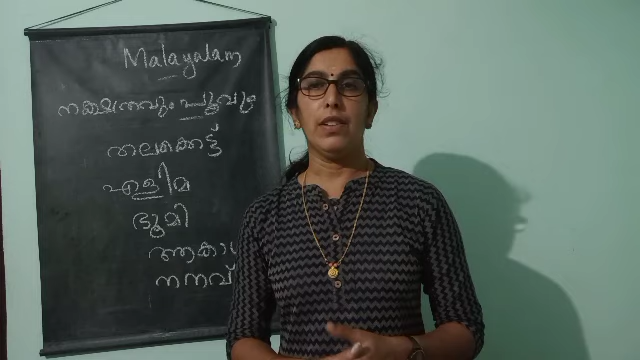 Malayalam
നക്ഷത്രവും പൂവും
തലക്കെട്ട്
എളിമ
ഭൂമി
നനവ്